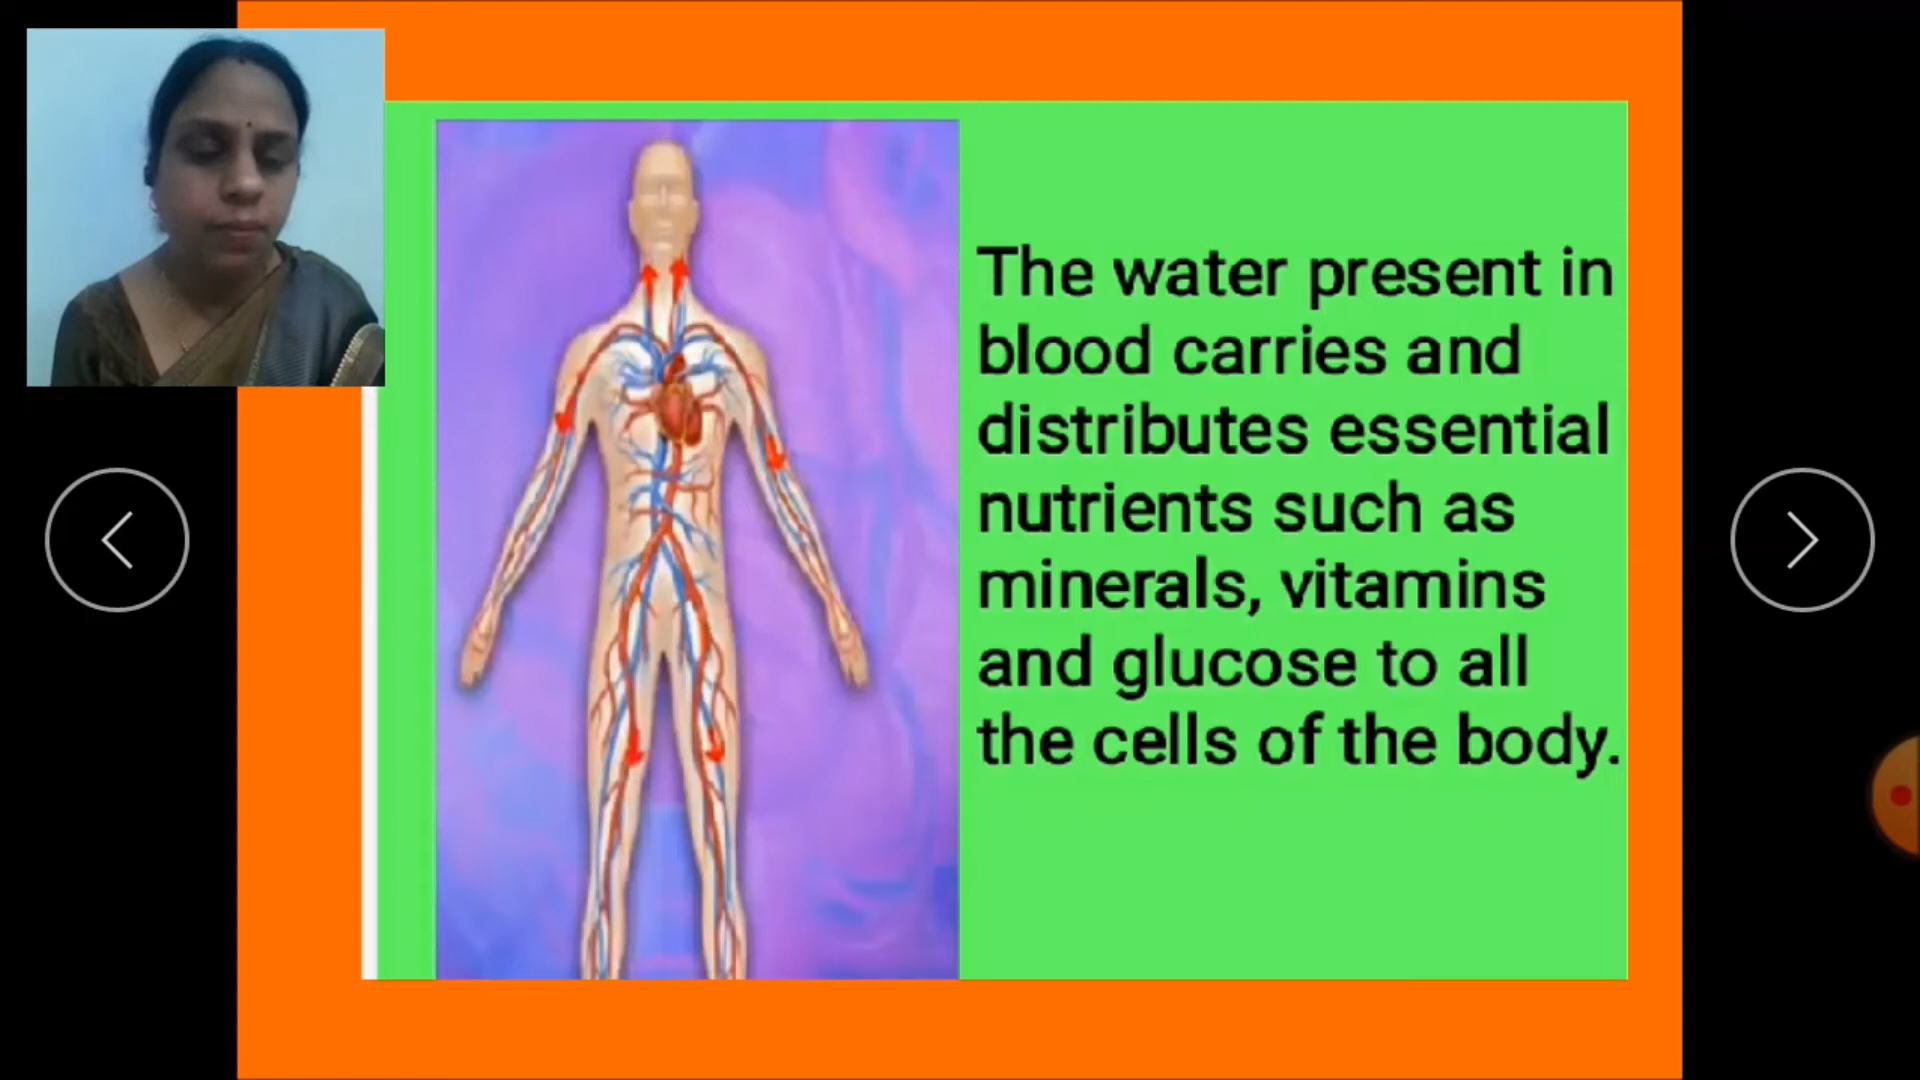 The water present in
blood carries and
distributes essential
nutrients such as
minerals, vitamins
and glucose to all
the cells of the body.